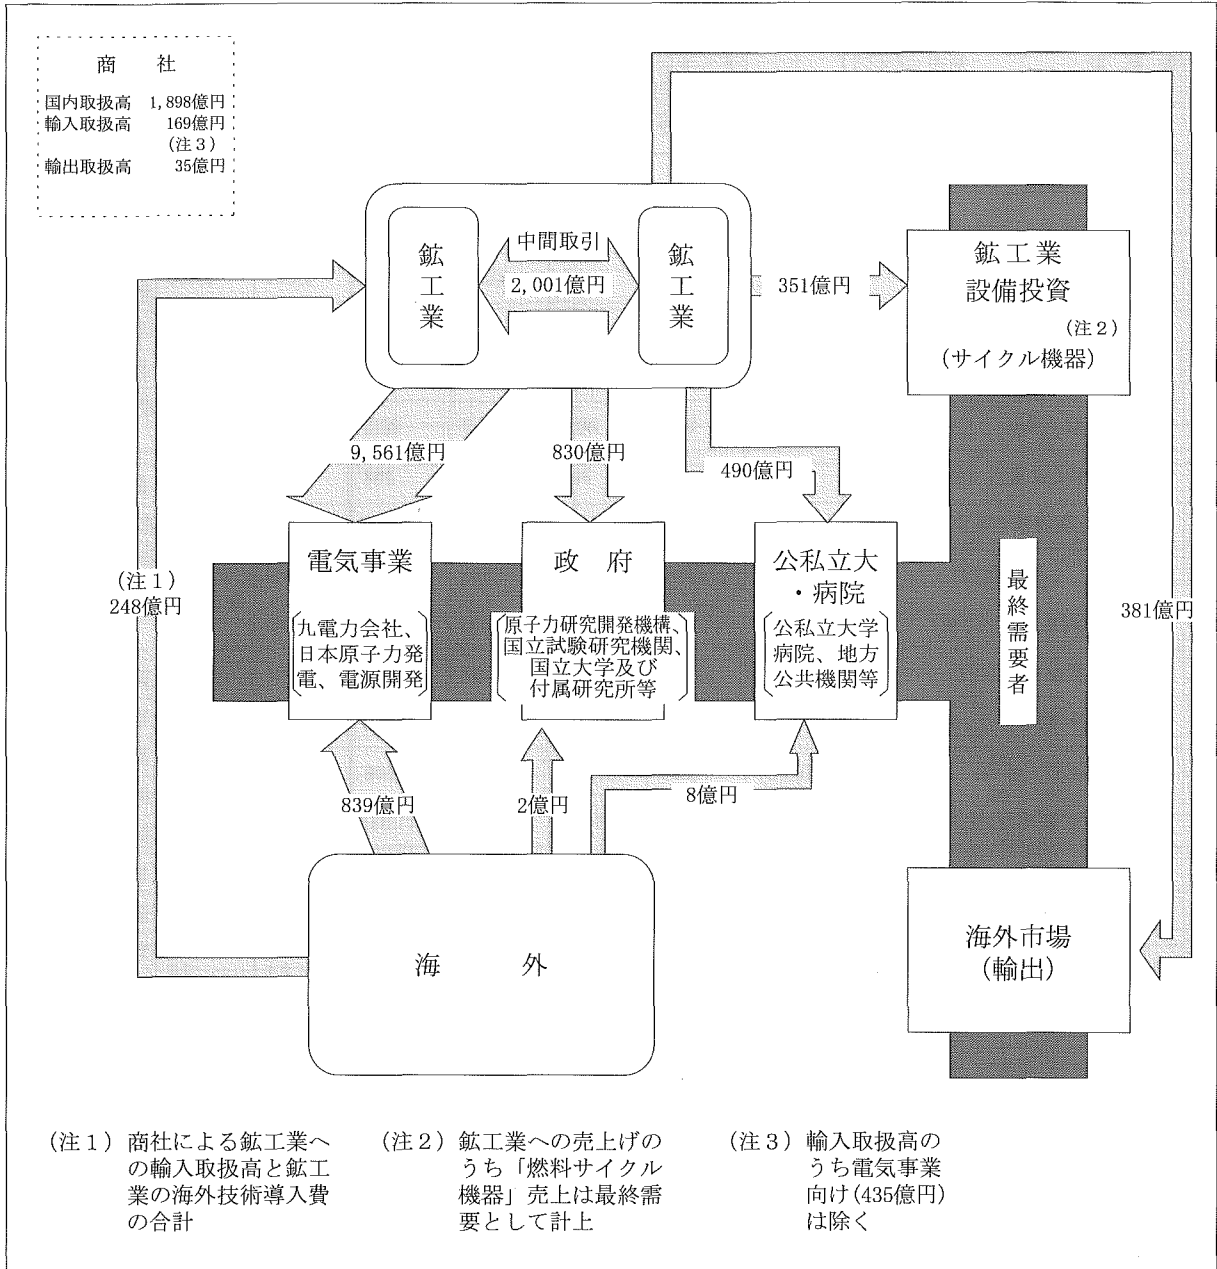 商　社
国内取扱高　1,898億円
輸入取扱高　169億円
(注3)
輸出取扱高　35億円
鉱工業
中間取引
2,001億円
鉱工業
351億円
鉱工業
設備投資
(注2)
(サイクル機器)
9,561億円
830億円
490億円
電気事業
九電力会社、
日本原子力発
電、電源開発
政　府
原子力研究開発機構、
国立試験研究機関、
国立大学及び
付属研究所等
公私立大
・病院
公私立大学
病院、地方
公共機関等
最終需要者
(注1)
248億円
381億円
839億円
2億円
8億円
海　外
海外市場
(輸出)
(注1) 商社による鉱工業へ
の輸入取扱高と鉱工
業の海外技術導入費
の合計
(注2) 鉱工業への売上げの
うち「燃料サイクル
機器」売上は最終需
要として計上
(注3) 輸入取扱高の
うち電気事業
向け(435億円)
は除く